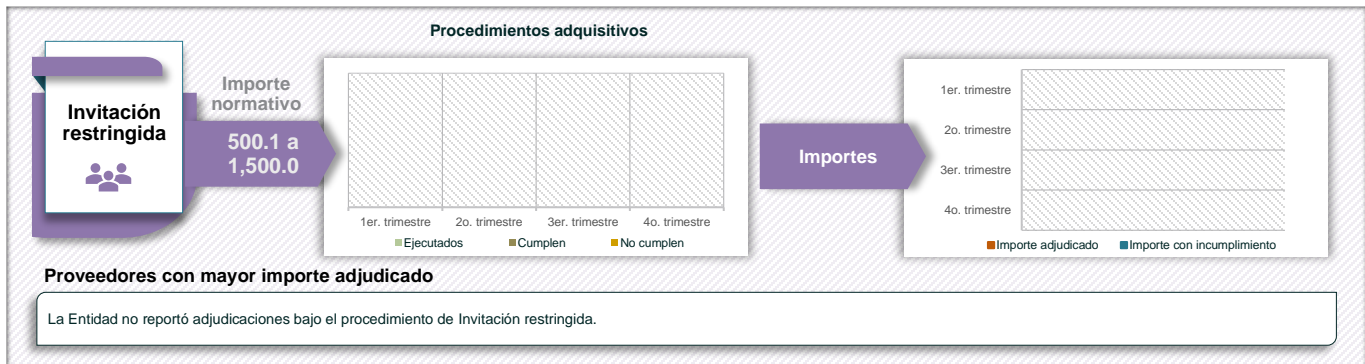 Procedimientos adquisitivos
Invitación
restringida
Importe
normativo
500.1 a
1,500.0
1er. trimestre 2o. trimestre 3er. trimestre 4o. trimestre
Ejecutados Cumplen No cumplen
Importes
1er. trimestre
2o. trimestre
3er. trimestre
4o. trimestre
Importe adjudicado Importe con incumplimiento
Proveedores con mayor importe adjudicado
La Entidad no reportó adjudicaciones bajo el procedimiento de Invitación restringida.